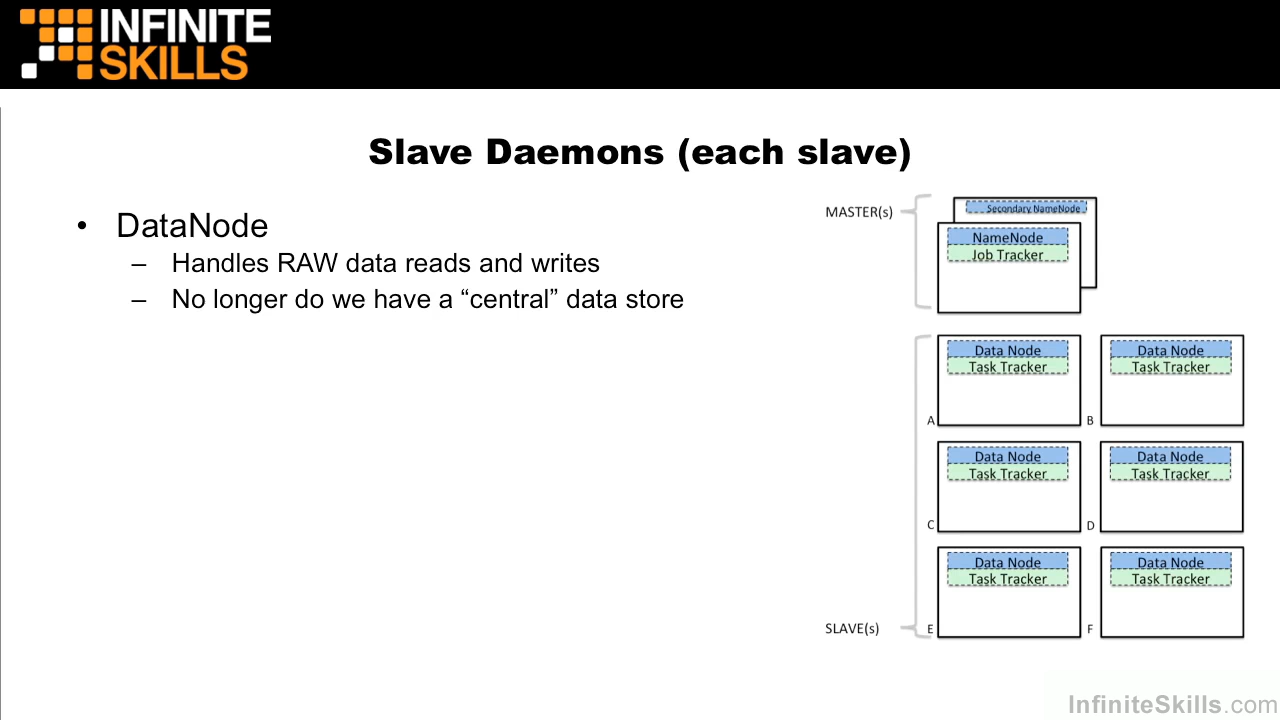 INFINITE
SKILLS
Slave Daemons (each slave)
• DataNode
– Handles RAW data reads and writes
– No longer do we have a “central” data store
MASTER(s)
Secondary NameNode
NameNode
Job Tracker
Data Node
Task Tracker
A
Data Node
Task Tracker
B
Data Node
Task Tracker
C
Data Node
Task Tracker
D
Data Node
Task Tracker
SLAVE(s)
E
Data Node
Task Tracker
F
InfiniteSkills.com